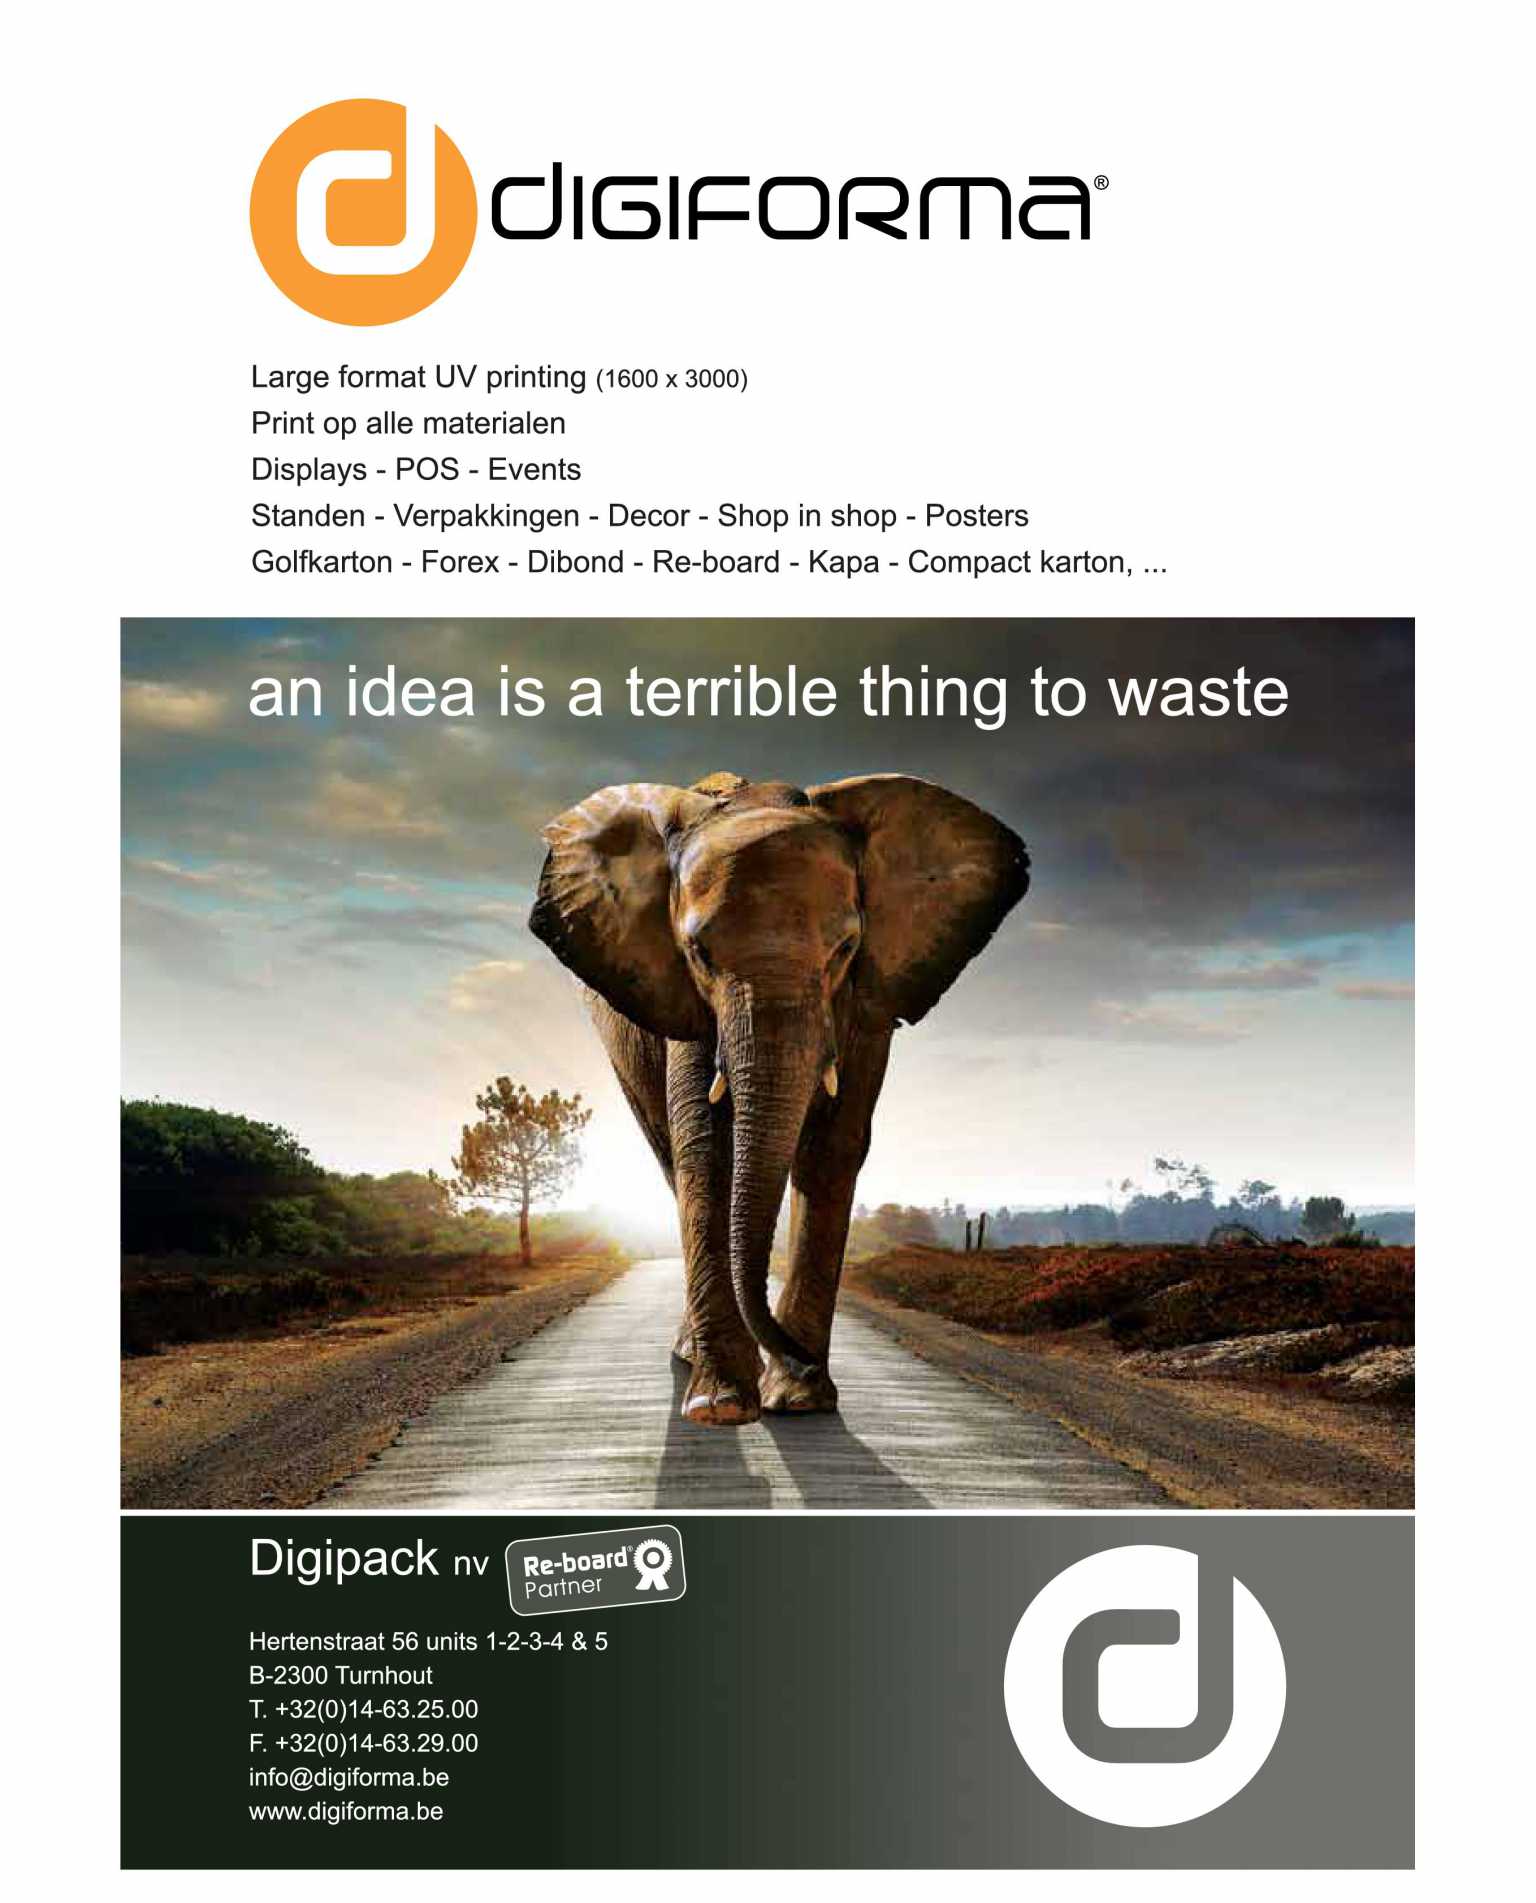 DIGIFORMA®
Large format UV printing (1600 x 3000)
Print op alle materialen
Displays - POS - Events
Standen - Verpakkingen - Decor - Shop in shop - Posters
Golfkarton - Forex - Dibond - Re-board - Kapa - Compact karton, ...
an idea is a terrible thing to waste
Digipack nv
Re-board®
Partner
Hertenstraat 56 units 1-2-3-4 & 5
B-2300 Turnhout
T. +32(0)14-63.25.00
F. +32(0)14-63.29.00
info@digiforma.be
www.digiforma.be